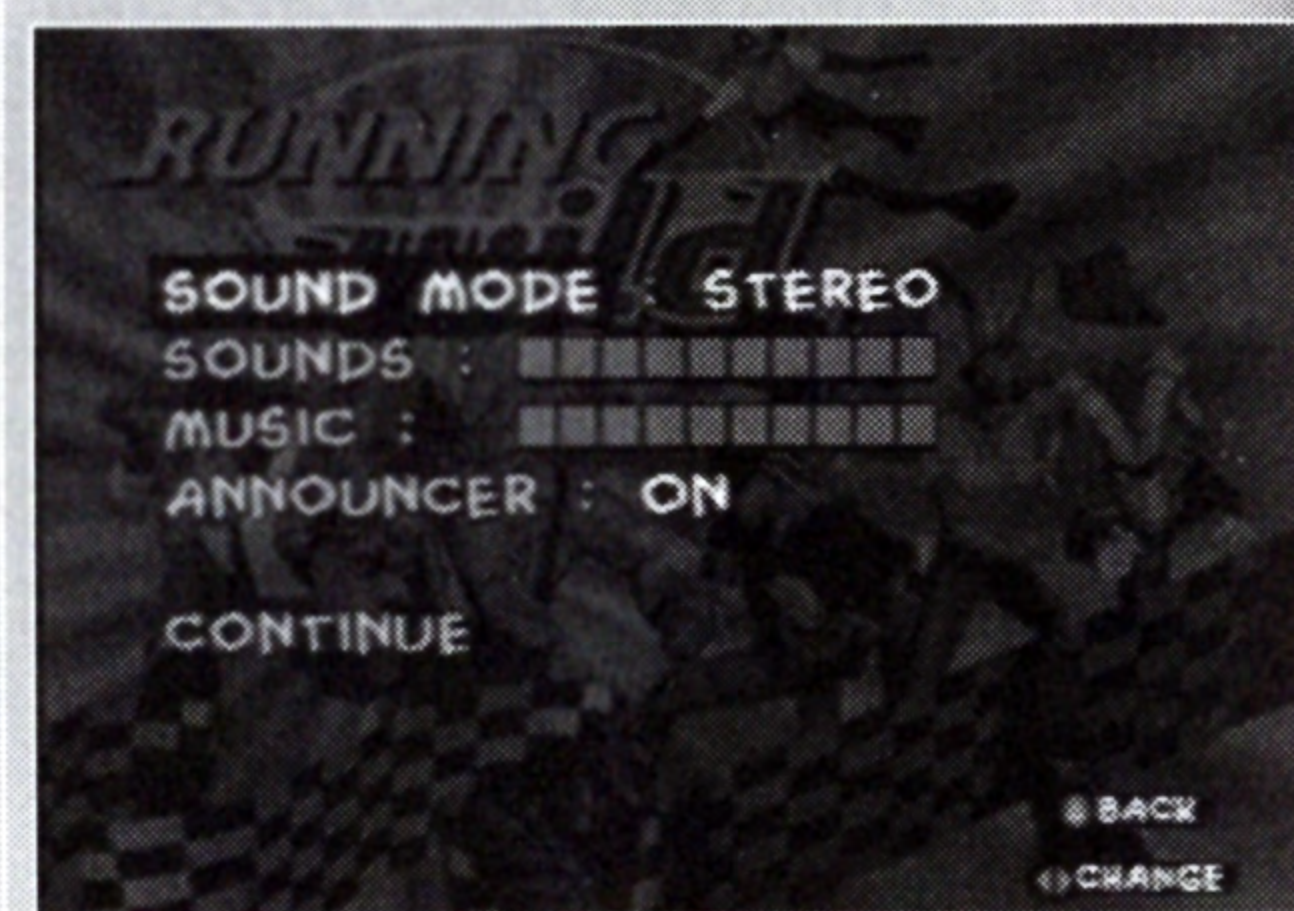 RUNNING
SOUND MODE : STEREO
SOUNDS :
MUSIC :
ANNOUNCER : ON
CONTINUE
BACK
CHANGE